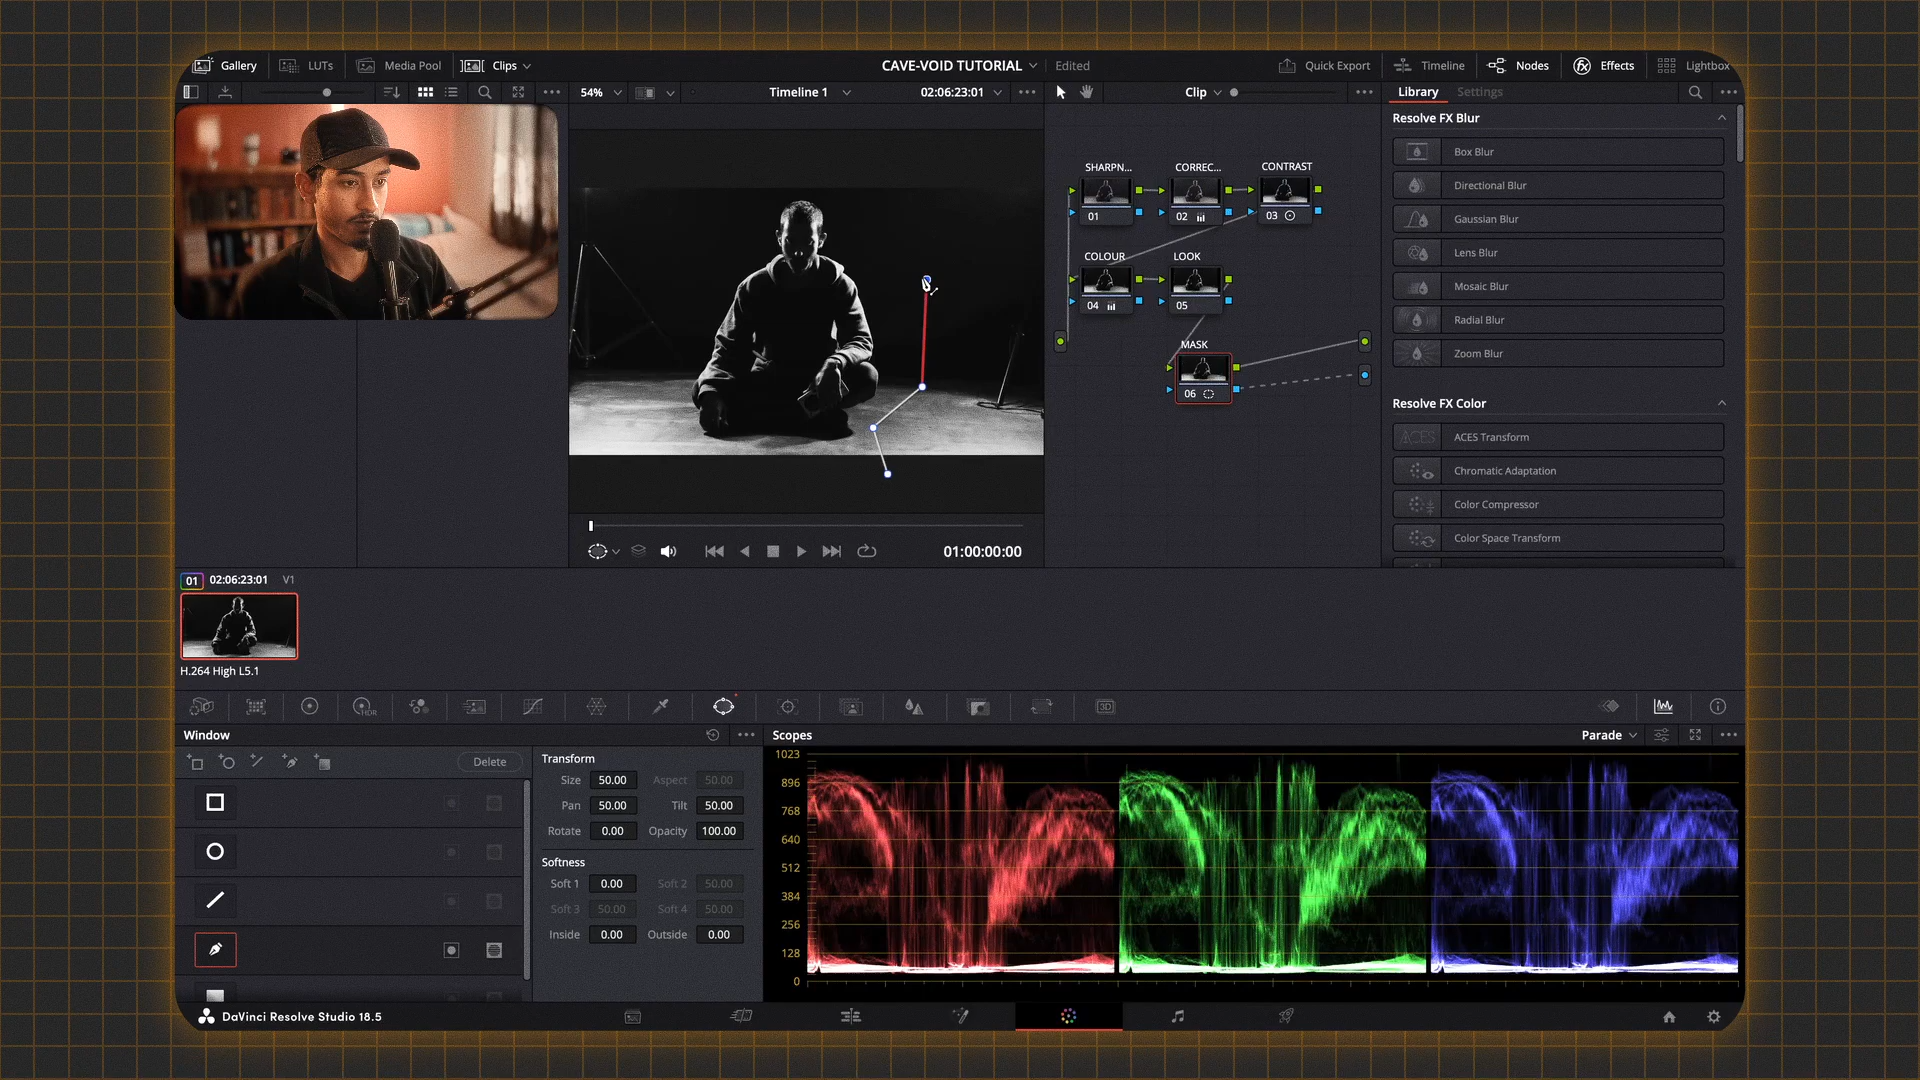 Gallery LUTs Media Pool Clips CAVE-VOID TUTORIAL Edited Quick Export Timeline Nodes Effects Lightbox
54% Timeline 1 02:06:23:01 Clip Library Settings
Resolve FX Blur
Box Blur
Directional Blur
Gaussian Blur
Lens Blur
Mosaic Blur
Radial Blur
Zoom Blur
Resolve FX Color
ACES ACES Transform
Chromatic Adaptation
Color Compressor
Color Space Transform
SHARPN... CORREC... CONTRAST
01 02 03
COLOUR LOOK
04 05
MASK
06
01:00:00:00
01 02:06:23:01 V1
H.264 High L5.1
HDR 3D
Window
Delete
Transform
Size 50.00 Aspect 50.00
Pan 50.00 Tilt 50.00
Rotate 0.00 Opacity 100.00
Softness
Soft 1 0.00 Soft 2 50.00
Soft 3 50.00 Soft 4 50.00
Inside 0.00 Outside 0.00
Scopes Parade
1023
896
768
640
512
384
256
128
0
DaVinci Resolve Studio 18.5